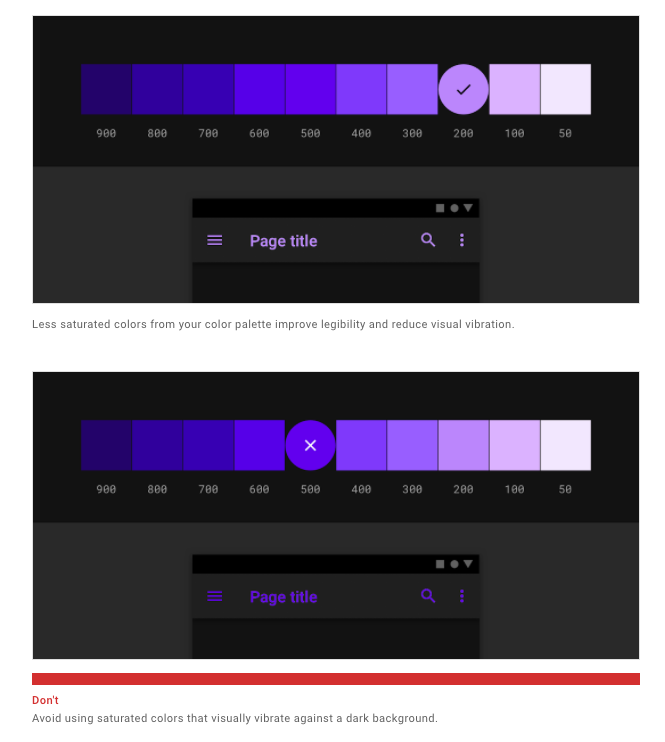 900 800 700 600 500 400 300 200 100 50
Page title
Less saturated colors from your color palette improve legibility and reduce visual vibration.
900 800 700 600 500 400 300 200 100 50
Page title
Don't
Avoid using saturated colors that visually vibrate against a dark background.